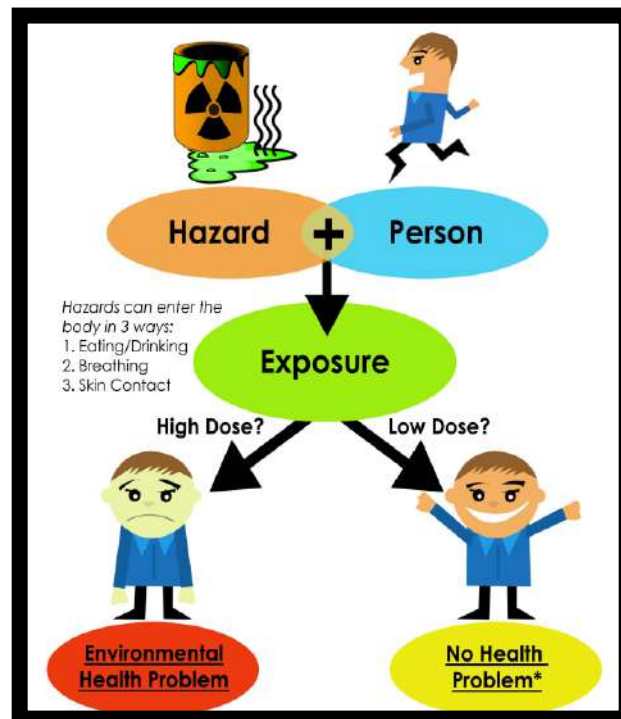 Hazard + Person
Hazards can enter the
body in 3 ways:
1. Eating/Drinking
2. Breathing
3. Skin Contact
Exposure
High Dose?
Low Dose?
Environmental
Health Problem
No Health
Problem*